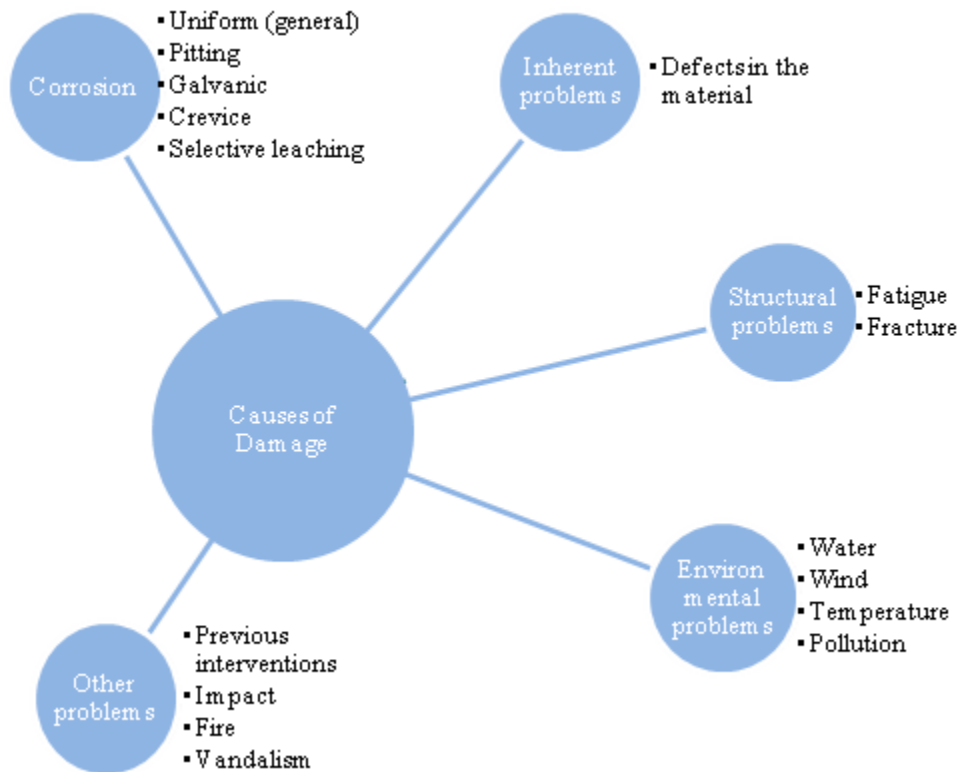 Corrosion
▪ Uniform (general)
▪ Pitting
▪ Galvanic
▪ Crevice
▪ Selective leaching
Inherent
problems
▪ Defectsin the
material
Structural
problems
▪ Fatigue
▪ Fracture
Causes of
Damage
Environ
mental
problems
▪ Water
▪ Wind
▪ Temperature
▪ Pollution
Other
problems
▪ Previous
interventions
▪ Impact
▪ Fire
▪ Vandalism